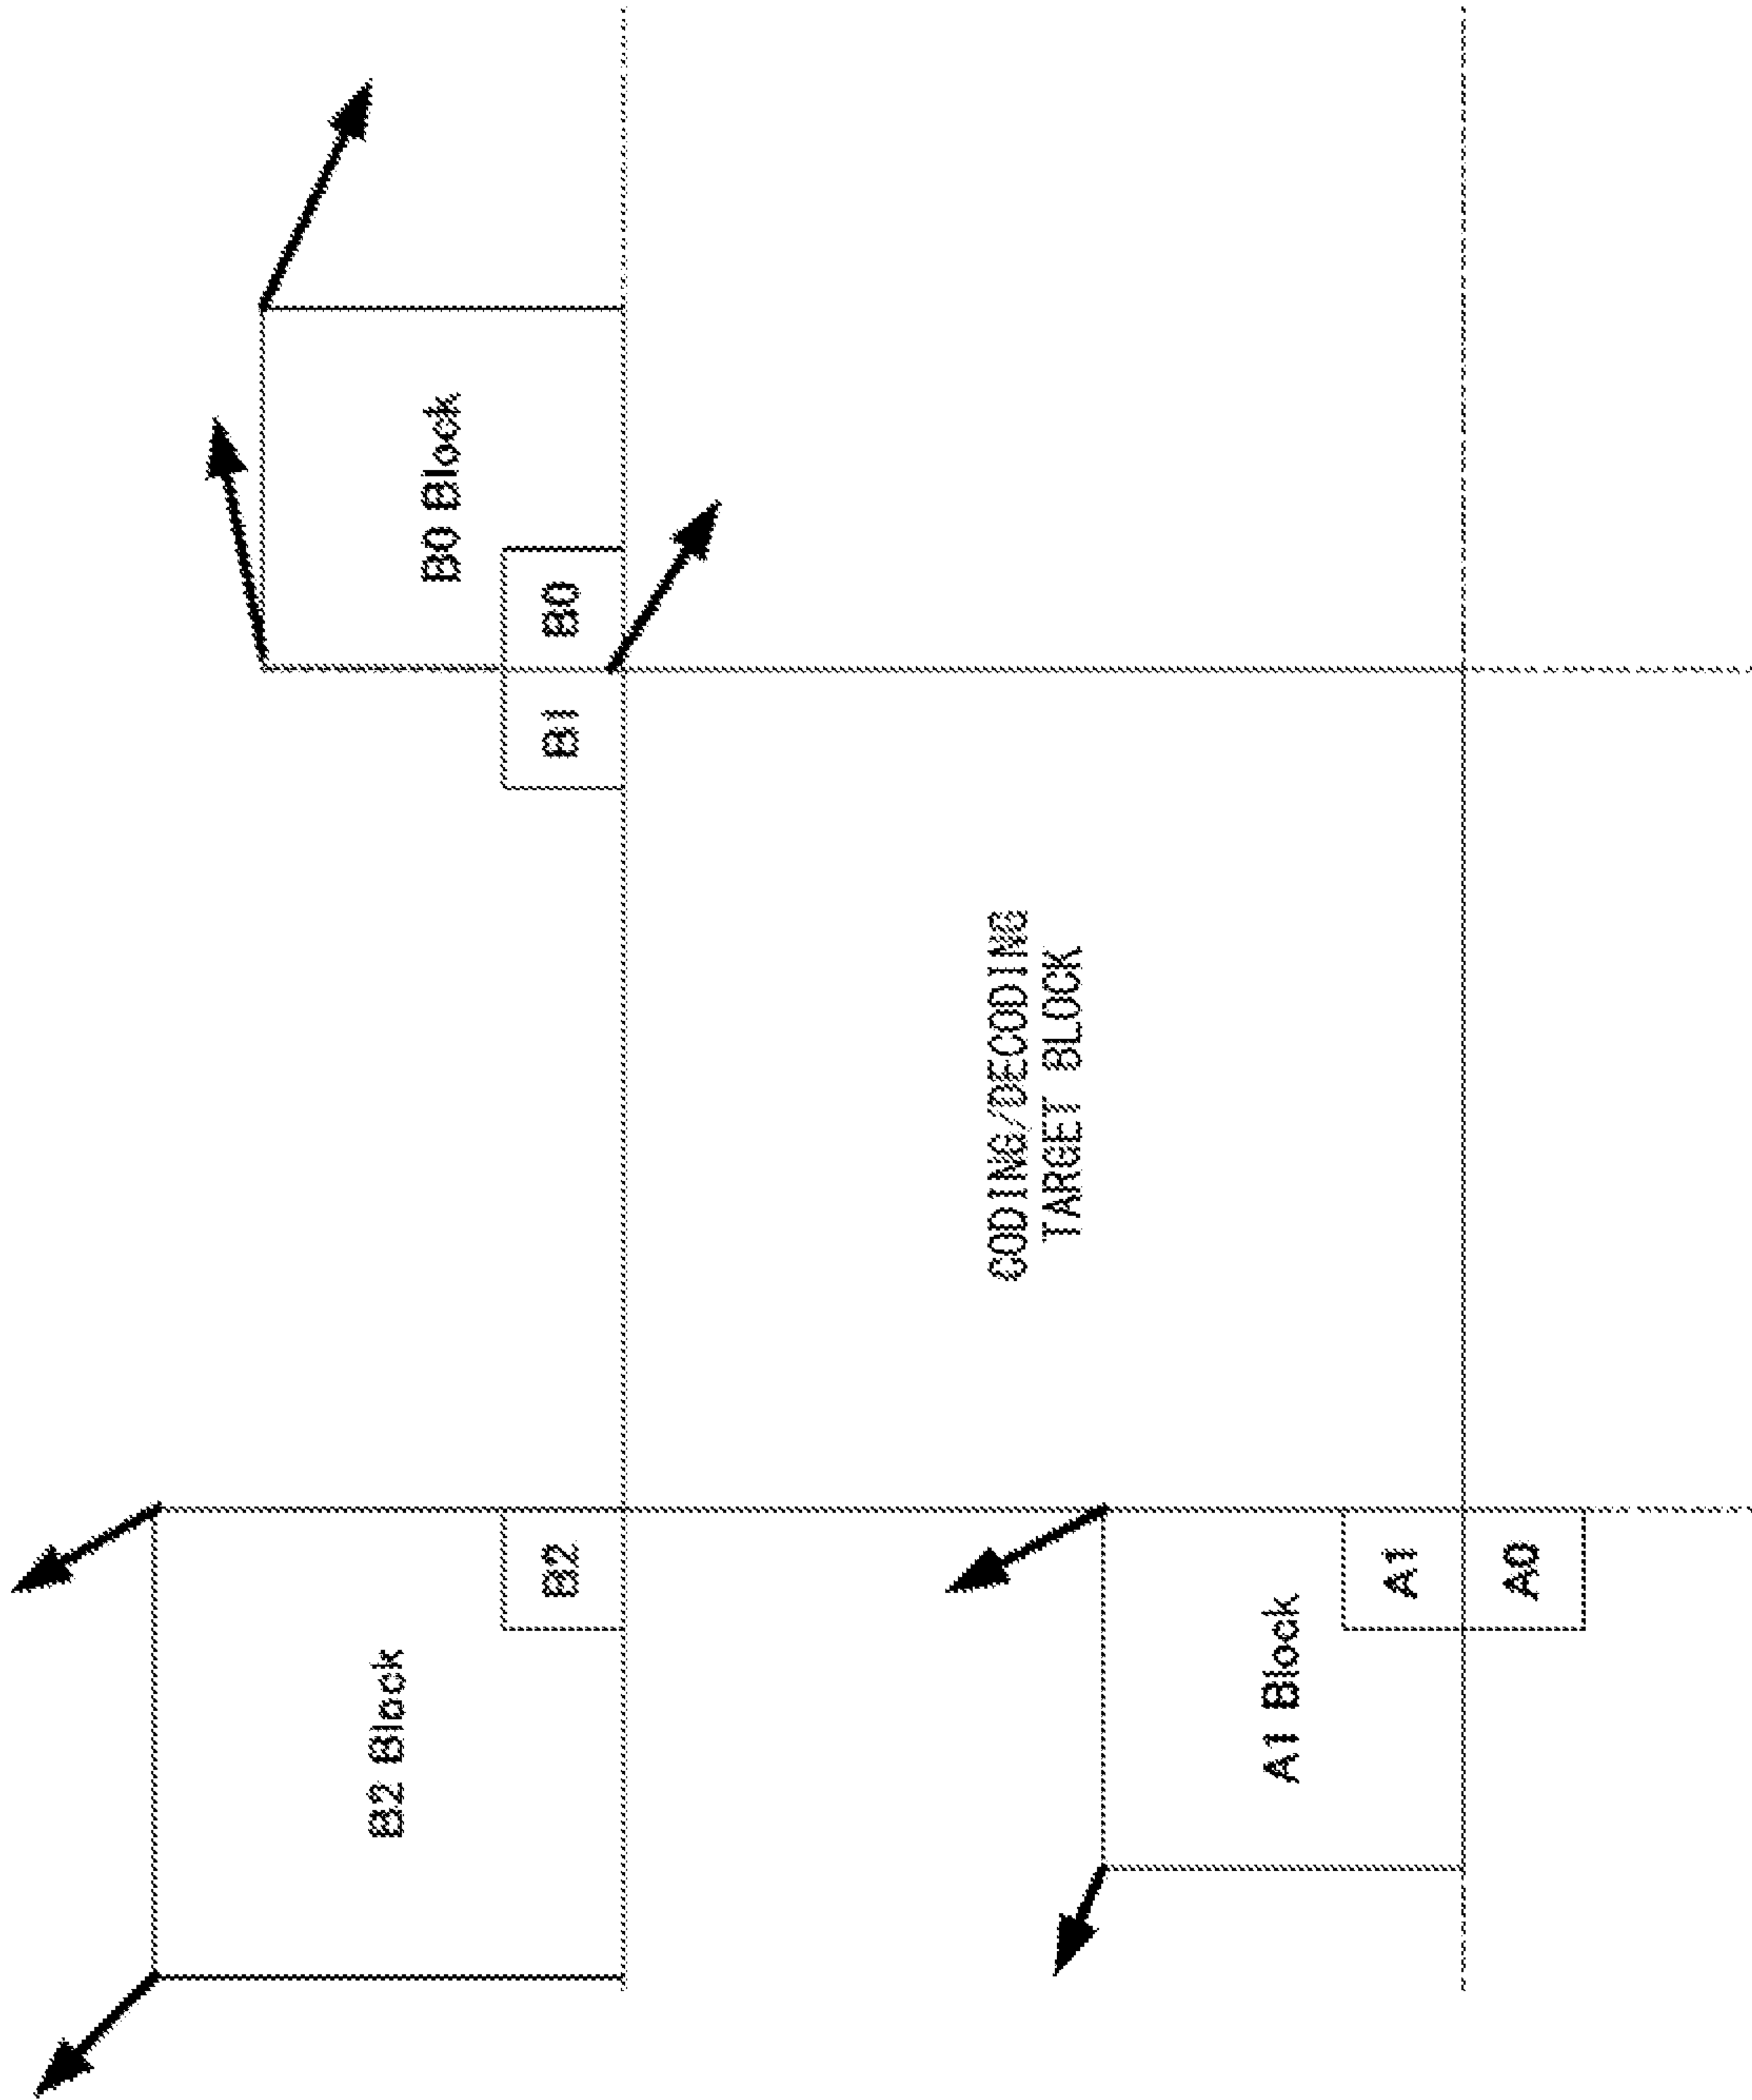 B2 Block
B0 Block
B2
B1
B0
CODING/DECODING
TARGET BLOCK
A1 Block
A1
A0